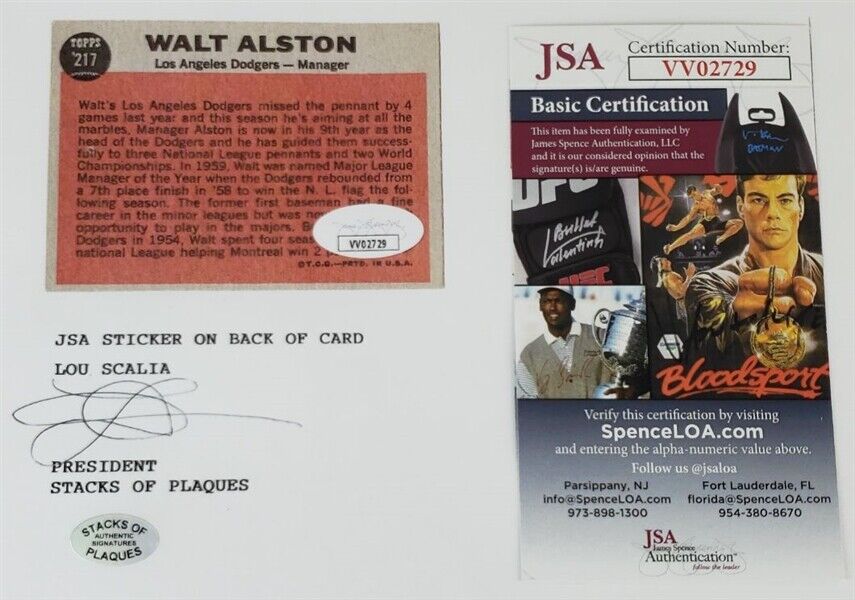 TOPPS
217
WALT ALSTON
Los Angeles Dodgers — Manager
Walt's Los Angeles Dodgers missed the pennant by 4
games last year and this season he's aiming at all the
marbles. Manager Alston is now in his 9th year as the
head of the Dodgers and he has guided them success-
fully to three National League pennants and two World
Championships. In 1959, Walt was named Major League
Manager of the Year when the Dodgers rebounded from
a 7th place finish in '58 to win the N. L. flag the fol-
lowing season. The former first baseman had a fine
career in the minor leagues but was
opportunity to play in the majors.
Dodgers in 1954, Walt spent four
national League helping Montreal win 2
©T.C.G.—PRTD. IN U.S.A.
VV02729
JSA STICKER ON BACK OF CARD
LOU SCALIA
PRESIDENT
STACKS OF PLAQUES
STACKS OF
AUTHENTIC
SIGNATURES
PLAQUES
JSA
Certification Number:
VV02729
Basic Certification
This item has been fully examined by
James Spence Authentication, LLC
and it is our considered opinion that the
signature(s) is/are genuine.
BATMAN
UFC
Bullet
Valentina
UFC
Bloodsport
Verify this certification by visiting
SpenceLOA.com
and entering the alpha-numeric value above.
Follow us @jsaloa
Parsippany, NJ
info@SpenceLOA.com
973-898-1300
Fort Lauderdale, FL
florida@SpenceLOA.com
954-380-8670
JSA
James Spence
Authentication
follow the leader